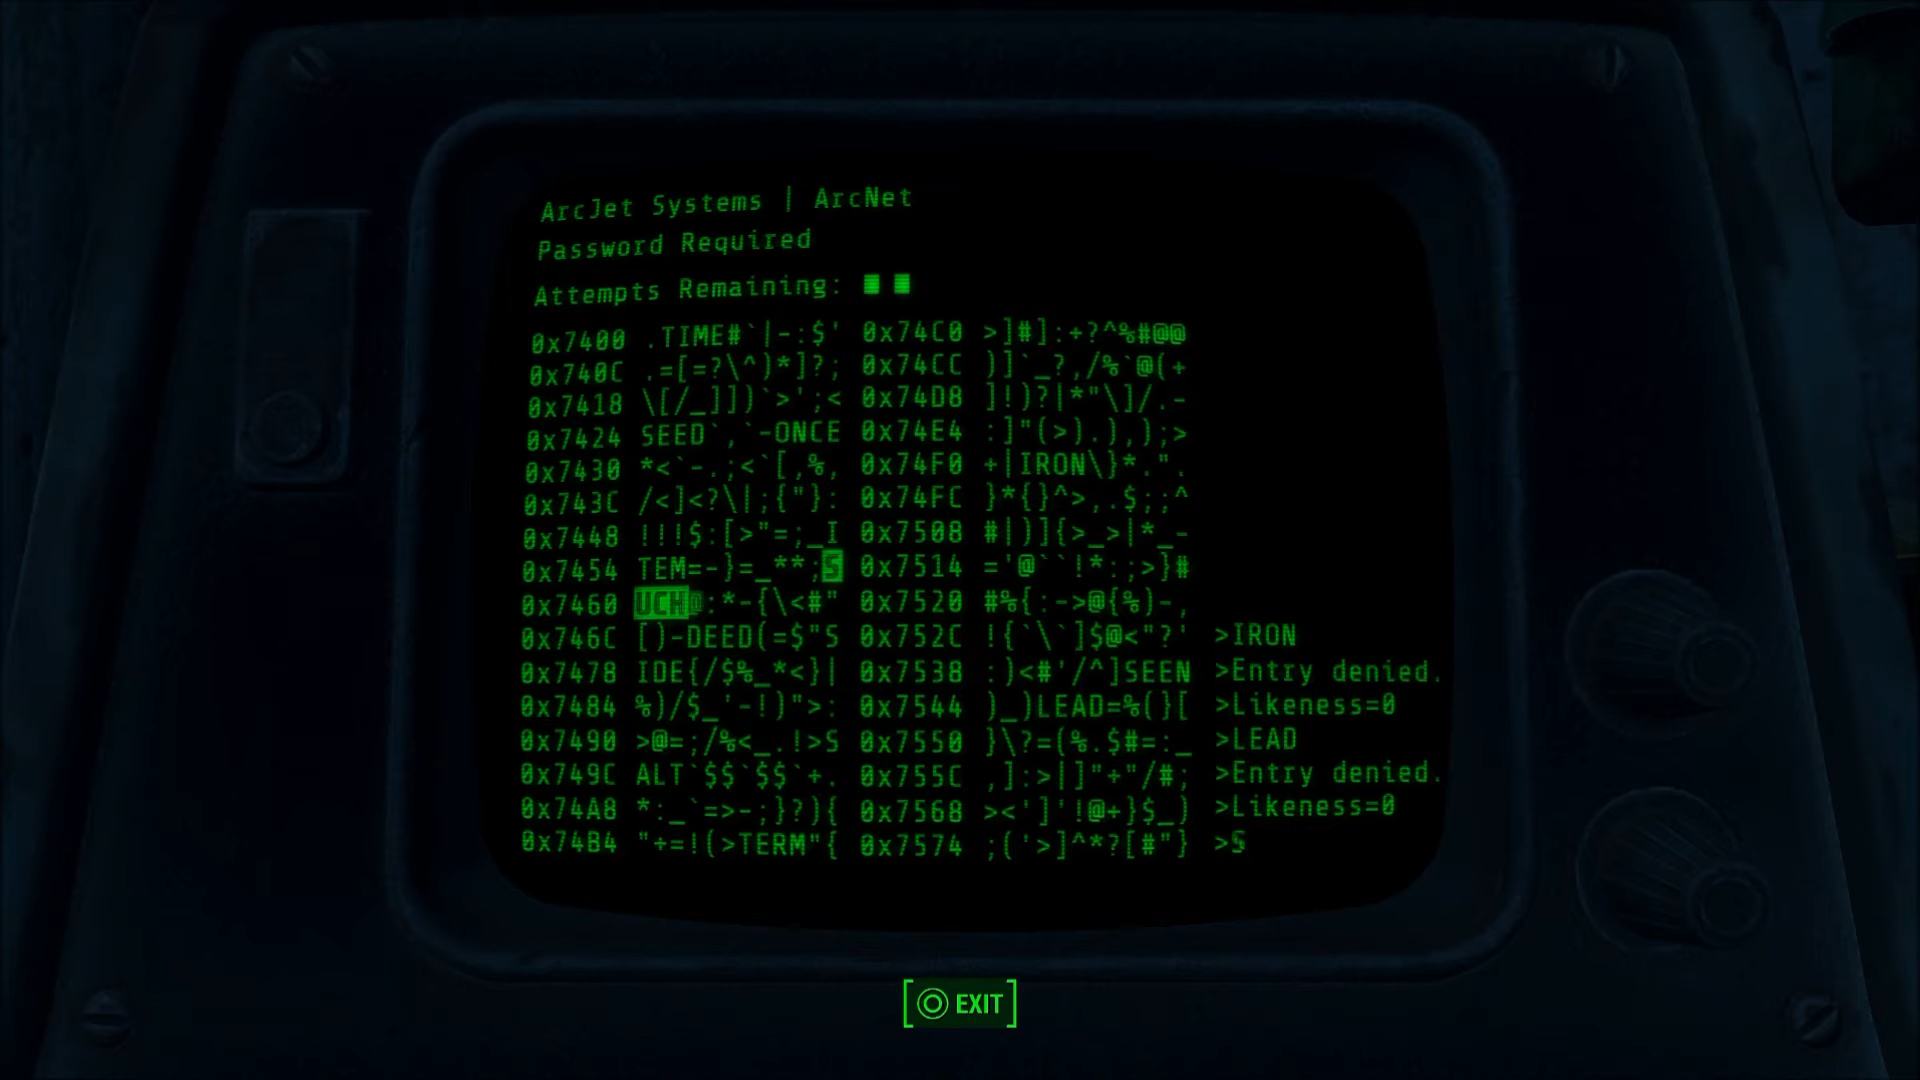 ArcJet Systems | ArcNet
Password Required
Attempts Remaining:
0x7400 .TIME#`|-:$' 0x74C0 >]#]:+?^%#@@
0x740C .=[=?\^)*]?; 0x74CC )]`_?,/%`@(+
0x7418 \[/_]])`>';< 0x74D8 ]!)?|*"\]/.-
0x7424 SEED`,`-ONCE 0x74E4 :]"(>).),);>
0x7430 *<`-.;<`[,%, 0x74F0 +|IRON\}*.".
0x743C /<]<?\|;{"}: 0x74FC }*{}^>,.$;;^
0x7448 !!!$:[>"=;_I 0x7508 #|)]{>_>|*_-
0x7454 TEM=-}=_**;S 0x7514 ='@``!*:;>}#
0x7460 UCH@:*-{\<#" 0x7520 #%{:->@{%)-,
0x746C [)-DEED(=$"S 0x752C !{`\`]$@<"?' >IRON
0x7478 IDE{/$%_*<}| 0x7538 :)<#'/^]SEEN >Entry denied.
0x7484 %)/$_'-!)">: 0x7544 )_)LEAD=%(}[ >Likeness=0
0x7490 >@=;/%<_.!>S 0x7550 }\?=(%.$#=:_ >LEAD
0x749C ALT`$$`$$`+. 0x755C ,]:>|]"+"/#; >Entry denied.
0x74A8 *:_`=>-;}?){ 0x7568 ><']'!@+}$_) >Likeness=0
0x74B4 "+=!(>TERM"{ 0x7574 ;('>]^*?[#"} >S
EXIT